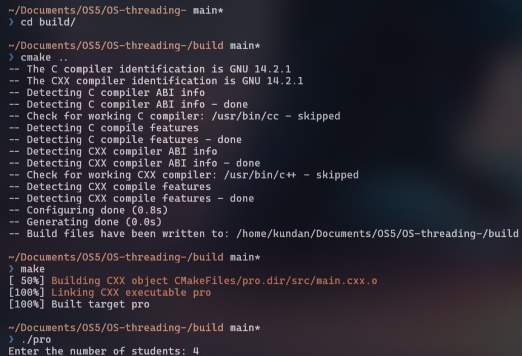 ~/Documents/OS5/OS-threading- main*
❯ cd build/
~/Documents/OS5/OS-threading-/build main*
❯ cmake ..
-- The C compiler identification is GNU 14.2.1
-- The CXX compiler identification is GNU 14.2.1
-- Detecting C compiler ABI info
-- Detecting C compiler ABI info - done
-- Check for working C compiler: /usr/bin/cc - skipped
-- Detecting C compile features
-- Detecting C compile features - done
-- Detecting CXX compiler ABI info
-- Detecting CXX compiler ABI info - done
-- Check for working CXX compiler: /usr/bin/c++ - skipped
-- Detecting CXX compile features
-- Detecting CXX compile features - done
-- Configuring done (0.8s)
-- Generating done (0.0s)
-- Build files have been written to: /home/kundan/Documents/OS5/OS-threading-/build
~/Documents/OS5/OS-threading-/build main*
❯ make
[ 50%] Building CXX object CMakeFiles/pro.dir/src/main.cxx.o
[100%] Linking CXX executable pro
[100%] Built target pro
~/Documents/OS5/OS-threading-/build main*
❯ ./pro
Enter the number of students: 4